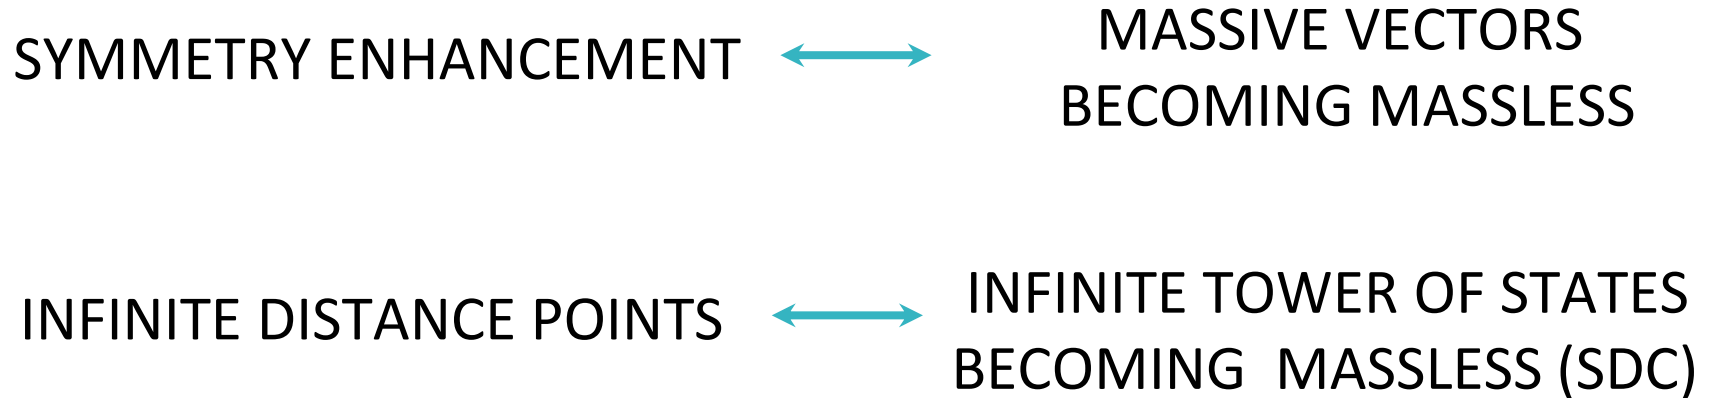 SYMMETRY ENHANCEMENT
MASSIVE VECTORS
BECOMING MASSLESS
INFINITE DISTANCE POINTS
INFINITE TOWER OF STATES
BECOMING MASSLESS (SDC)